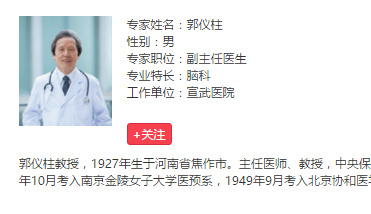 专家姓名：郭仪柱
性别：男
专家职位：副主任医生
专业特长：脑科
工作单位：宣武医院
+关注
郭仪柱教授，1927年生于河南省焦作市。主任医师、教授，中央保
年10月考入南京金陵女子大学医预系，1949年9月考入北京协和医